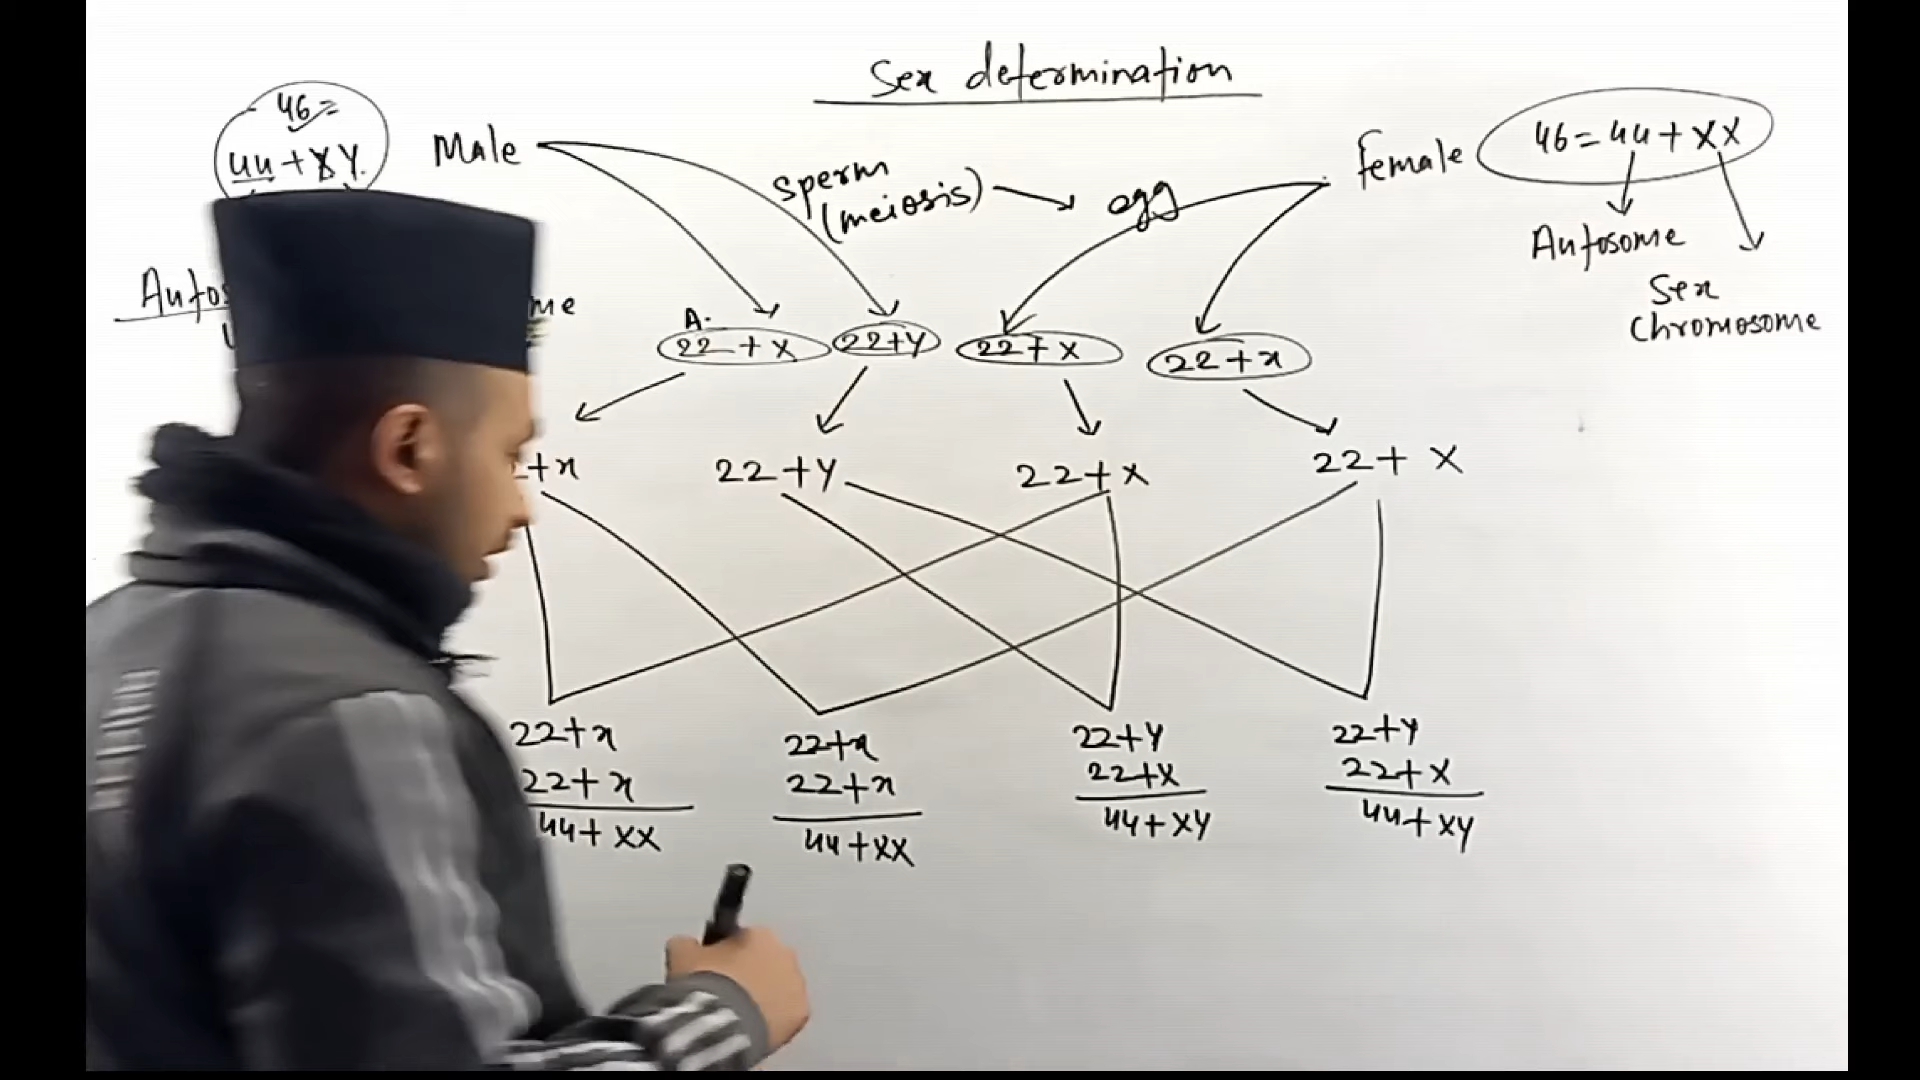 Sex determination
46=
44+XY
Male
Sperm
(meiosis)
egg
Female
46=44+XX
Autosome
Sex
Chromosome
A.
22+X
22+Y
22+X
22+x
+x
22+Y
22+X
22+X
22+x
22+x
44+XX
22+x
22+x
44+XX
22+Y
22+X
44+XY
22+Y
22+X
44+XY